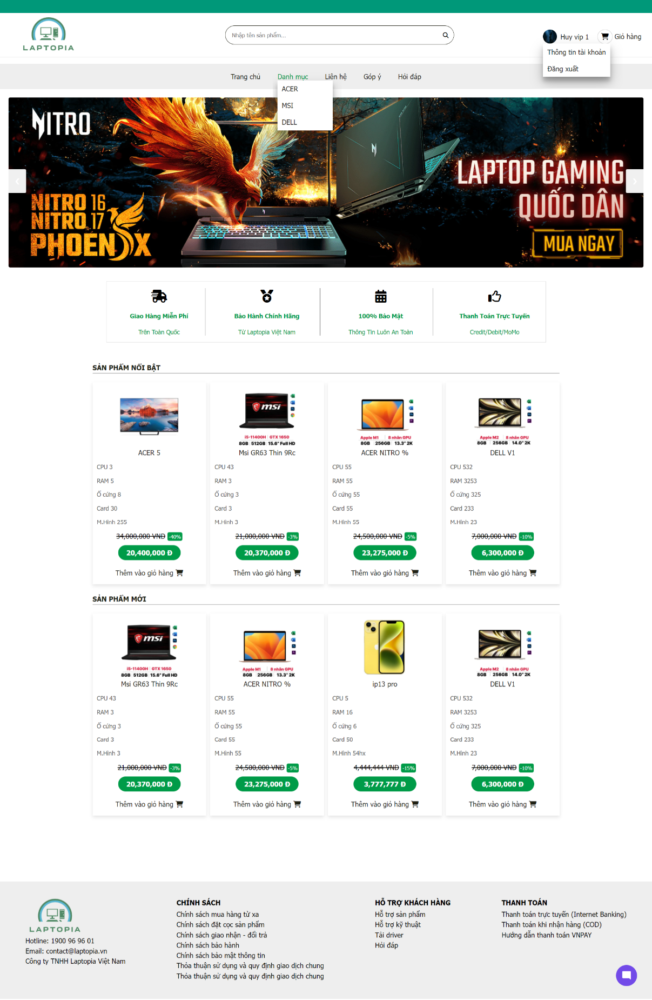 LAPTOPIA
Nhập tên sản phẩm...
Huy vip 1
Giỏ hàng
Thông tin tài khoản
Đăng xuất
Trang chủ
Danh mục
Liên hệ
Góp ý
Hỏi đáp
ACER
MSI
DELL
NITRO
LAPTOP GAMING
QUỐC DÂN
MUA NGAY
NITRO 16
NITRO 17
PHOENIX
Giao Hàng Miễn Phí
Trên Toàn Quốc
Bảo Hành Chính Hãng
Từ Laptopia Việt Nam
100% Bảo Mật
Thông Tin Luôn An Toàn
Thanh Toán Trực Tuyến
Credit/Debit/MoMo
SẢN PHẨM NỔI BẬT
ACER 5
CPU 3
RAM 5
Ổ cứng 8
Card 30
M.Hình 255
34,000,000 VND -40%
20,400,000 Đ
Thêm vào giỏ hàng
msi
i5-11400H GTX 1650
8GB 512GB 15.6" Full HD
Msi GR63 Thin 9Rc
CPU 43
RAM 3
Ổ cứng 3
Card 3
M.Hình 3
21,000,000 VND -3%
20,370,000 Đ
Thêm vào giỏ hàng
Apple M1 8 nhân GPU
8GB 256GB 13.3" 2K
ACER NITRO %
CPU 55
RAM 55
Ổ cứng 55
Card 55
M.Hình 55
24,500,000 VND -5%
23,275,000 Đ
Thêm vào giỏ hàng
Apple M2 8 nhân GPU
8GB 256GB 14.0" 2K
DELL V1
CPU 532
RAM 3253
Ổ cứng 325
Card 233
M.Hình 23
7,000,000 VND -10%
6,300,000 Đ
Thêm vào giỏ hàng
SẢN PHẨM MỚI
msi
i5-11400H GTX 1650
8GB 512GB 15.6" Full HD
Msi GR63 Thin 9Rc
CPU 43
RAM 3
Ổ cứng 3
Card 3
M.Hình 3
21,000,000 VND -3%
20,370,000 Đ
Thêm vào giỏ hàng
Apple M1 8 nhân GPU
8GB 256GB 13.3" 2K
ACER NITRO %
CPU 55
RAM 55
Ổ cứng 55
Card 55
M.Hình 55
24,500,000 VND -5%
23,275,000 Đ
Thêm vào giỏ hàng
ip13 pro
CPU 5
RAM 16
Ổ cứng 6
Card 50
M.Hình 54hx
4,444,444 VND -15%
3,777,777 Đ
Thêm vào giỏ hàng
Apple M2 8 nhân GPU
8GB 256GB 14.0" 2K
DELL V1
CPU 532
RAM 3253
Ổ cứng 325
Card 233
M.Hình 23
7,000,000 VND -10%
6,300,000 Đ
Thêm vào giỏ hàng
LAPTOPIA
Hotline: 1900 96 96 01
Email: contact@laptopia.vn
Công ty TNHH Laptopia Việt Nam
CHÍNH SÁCH
Chính sách mua hàng từ xa
Chính sách đặt cọc sản phẩm
Chính sách giao nhận - đổi trả
Chính sách bảo hành
Chính sách bảo mật thông tin
Thỏa thuận sử dụng và quy định giao dịch chung
Thỏa thuận sử dụng và quy định giao dịch chung
HỖ TRỢ KHÁCH HÀNG
Hỗ trợ sản phẩm
Hỗ trợ kỹ thuật
Tải driver
Hỏi đáp
THANH TOÁN
Thanh toán trực tuyến (Internet Banking)
Thanh toán khi nhận hàng (COD)
Hướng dẫn thanh toán VNPAY